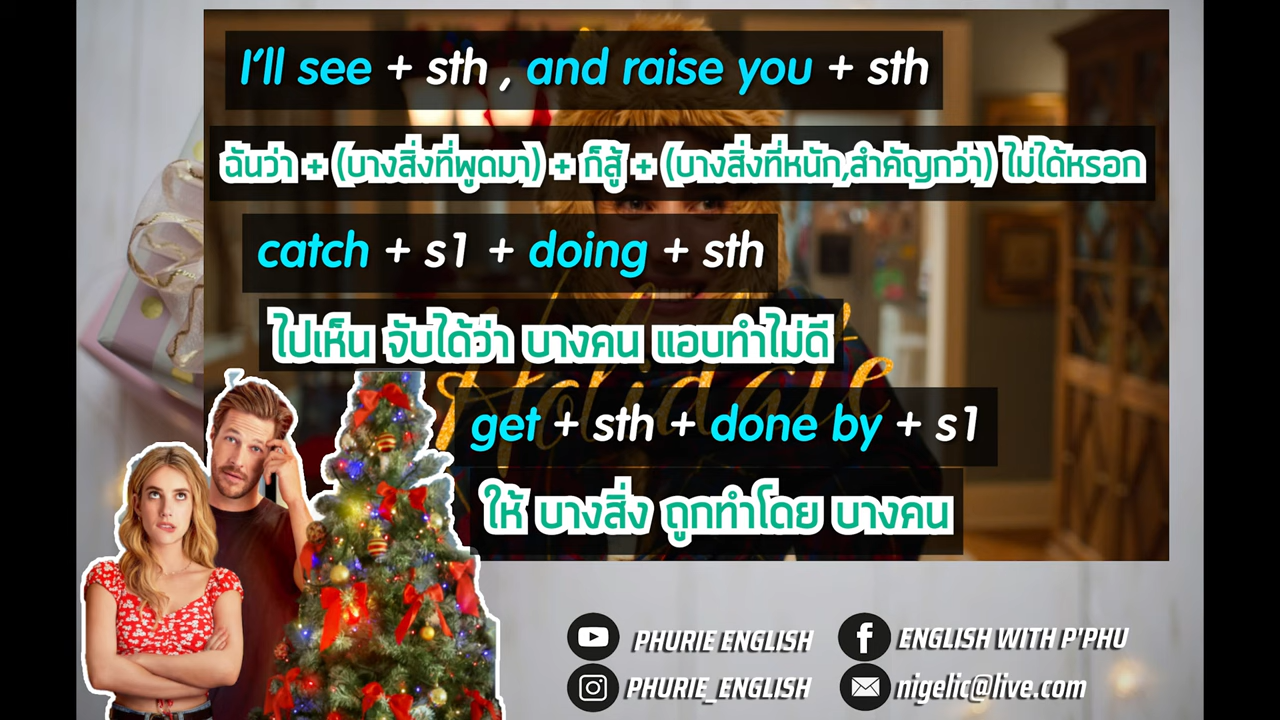 I'll see + sth , and raise you + sth
ฉันว่า + (บางสิ่งที่พูดมา) + ก็สู้ + (บางสิ่งที่หนัก,สำคัญกว่า) ไม่ได้หรอก
catch + s1 + doing + sth
ไปเห็น จับได้ว่า บางคน แอบทำไม่ดี
Holidate
get + sth + done by + s1
ให้ บางสิ่ง ถูกทำโดย บางคน
PHURIE ENGLISH
ENGLISH WITH P'PHU
PHURIE_ENGLISH
nigelic@live.com